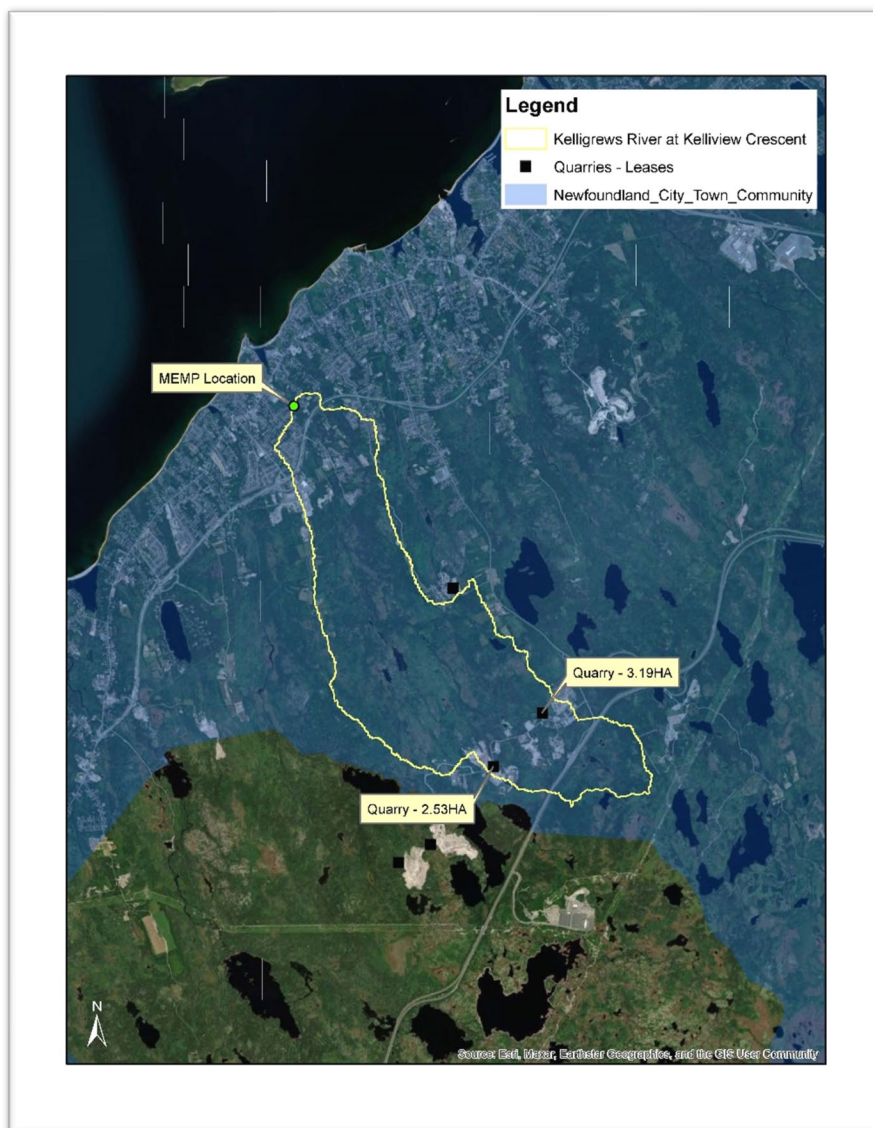 Legend
Kelligrews River at Kelliview Crescent
Quarries - Leases
Newfoundland_City_Town_Community
MEMP Location
Quarry - 3.19HA
Quarry - 2.53HA
N
Source: Esri, Maxar, Earthstar Geographics, and the GIS User Community